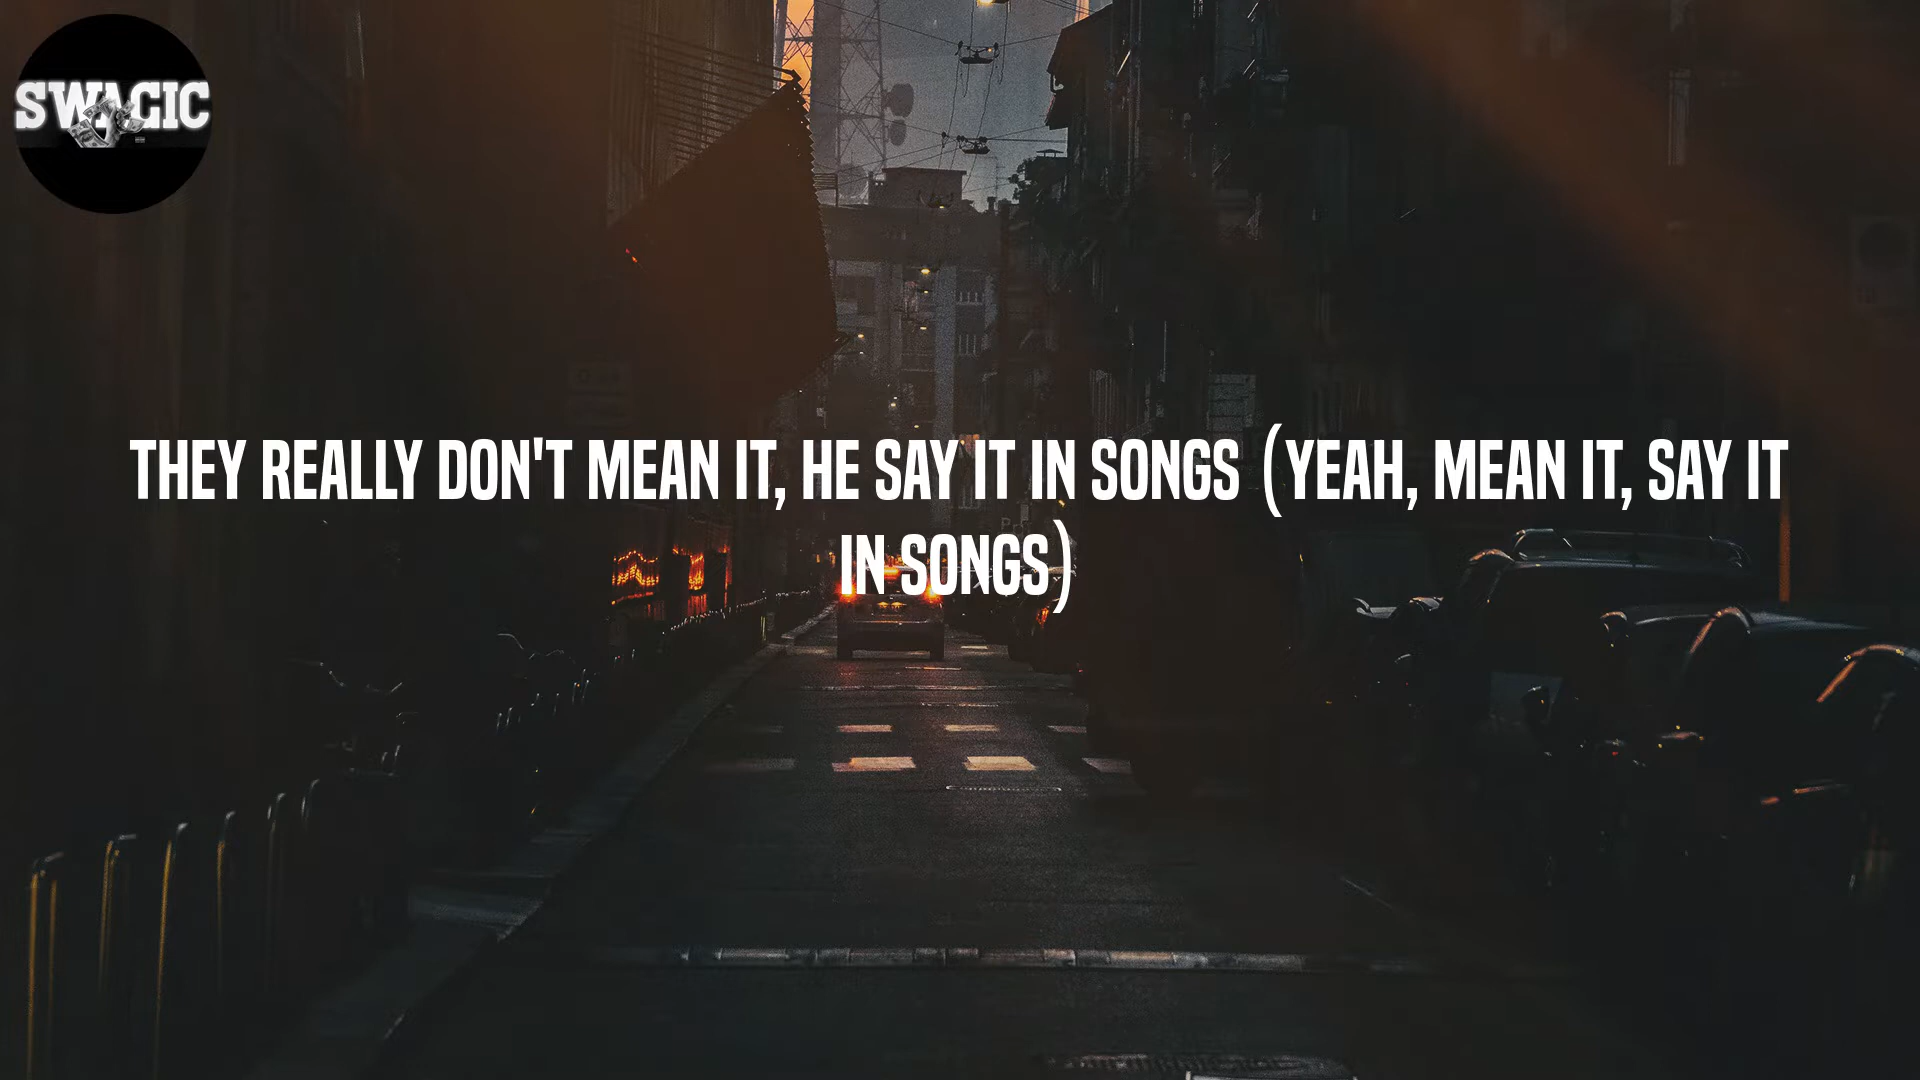 SWAGIC
THEY REALLY DON'T MEAN IT, HE SAY IT IN SONGS (YEAH, MEAN IT, SAY IT
IN SONGS)